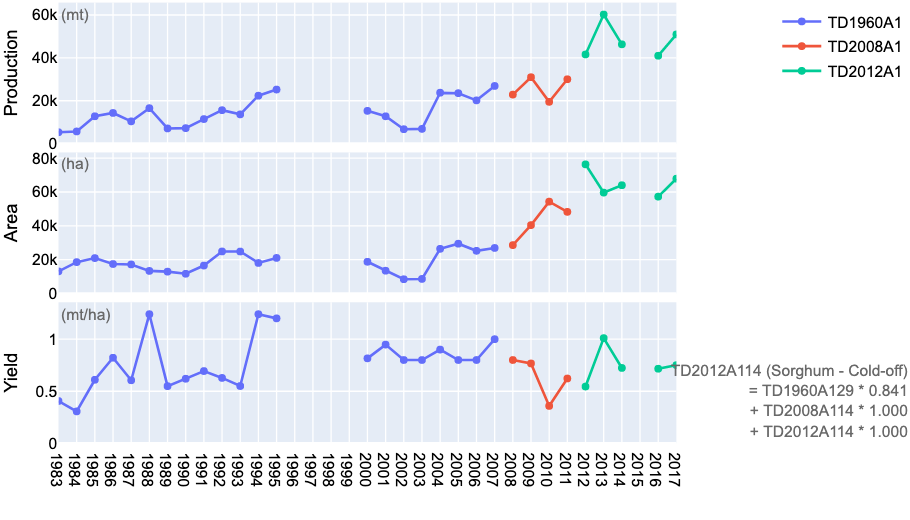 Production
60k
(mt)
40k
20k
0
TD1960A1
TD2008A1
TD2012A1
Area
80k
(ha)
60k
40k
20k
0
Yield
(mt/ha)
1
0.5
0
TD2012A114 (Sorghum - Cold-off)
= TD1960A129 * 0.841
+ TD2008A114 * 1.000
+ TD2012A114 * 1.000
1983
1984
1985
1986
1987
1988
1989
1990
1991
1992
1993
1994
1995
1996
1997
1998
1999
2000
2001
2002
2003
2004
2005
2006
2007
2008
2009
2010
2011
2012
2013
2014
2015
2016
2017